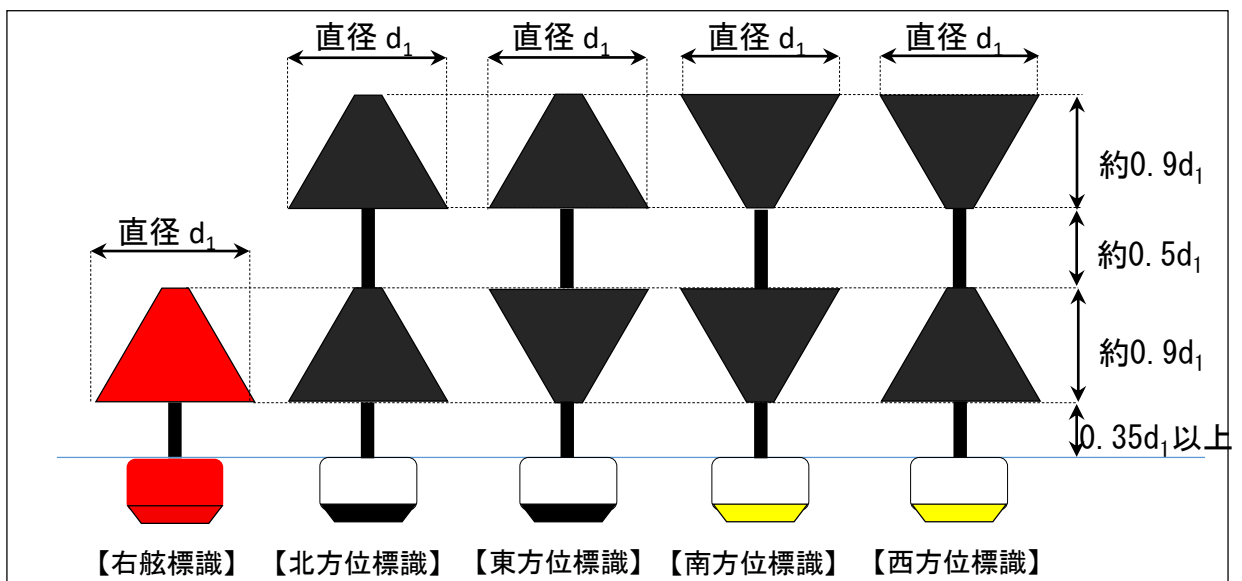 直径 d₁
直径 d₁
直径 d₁
直径 d₁
約0.9d₁
約0.5d₁
直径 d₁
約0.9d₁
0.35d₁以上
【右舷標識】
【北方位標識】
【東方位標識】
【南方位標識】
【西方位標識】